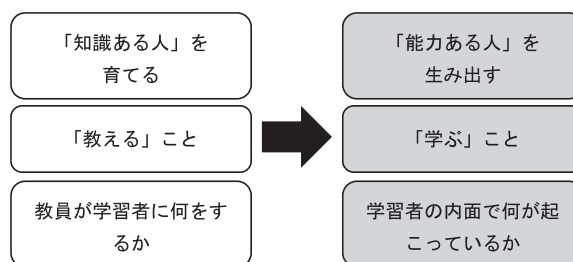 「知識ある人」を
育てる
「教える」こと
教員が学習者に何をす
るか
「能力ある人」を
生み出す
「学ぶ」こと
学習者の内面で何が起
こっているか